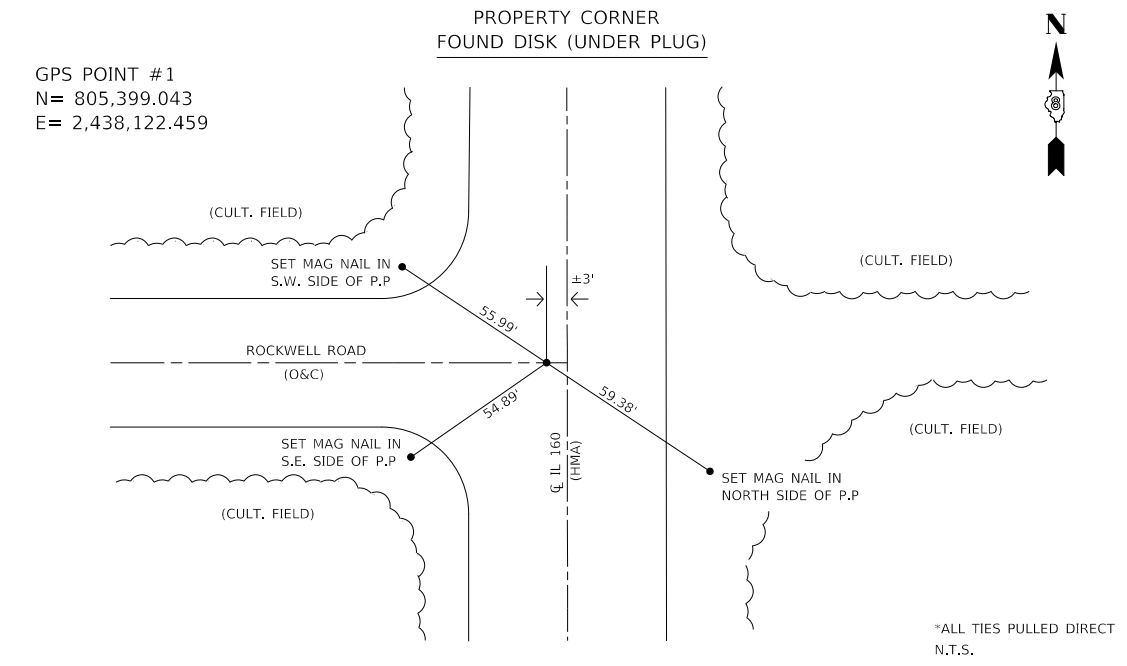 PROPERTY CORNER
FOUND DISK (UNDER PLUG)
N
8
GPS POINT #1
N= 805,399.043
E= 2,438,122.459
(CULT. FIELD)
(CULT. FIELD)
SET MAG NAIL IN
S.W. SIDE OF P.P
±3'
55.99'
ROCKWELL ROAD
(O&C)
54.89'
59.38'
SET MAG NAIL IN
S.E. SIDE OF P.P
℄ IL 160
(HMA)
(CULT. FIELD)
SET MAG NAIL IN
NORTH SIDE OF P.P
(CULT. FIELD)
*ALL TIES PULLED DIRECT
N.T.S.